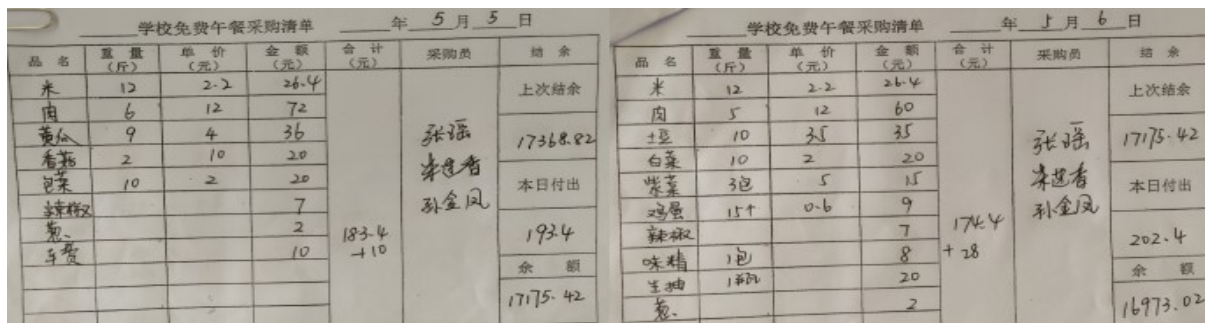 学校免费午餐采购清单 年 5 月 5 日
品 名 重 量(斤) 单 价(元) 金 额(元) 合 计(元) 采购员 结 余
米 12 2.2 26.4
肉 6 12 72
黄瓜 9 4 36
香菇 2 10 20
包菜 10 2 20
辣椒 7
葱 2
车费 10
183.4
+10
张瑶
朱莲香
孙金凤
上次结余
17368.82
本日付出
193.4
余 额
17175.42
学校免费午餐采购清单 年 5 月 6 日
品 名 重 量(斤) 单 价(元) 金 额(元) 合 计(元) 采购员 结 余
米 12 2.2 26.4
肉 5 12 60
土豆 10 3.5 35
白菜 10 2 20
紫菜 3包 5 15
鸡蛋 15个 0.6 9
辣椒 7
味精 1包 8
生抽 1瓶 20
葱 2
174.4
+28
张瑶
朱莲香
孙金凤
上次结余
17175.42
本日付出
202.4
余 额
16973.02